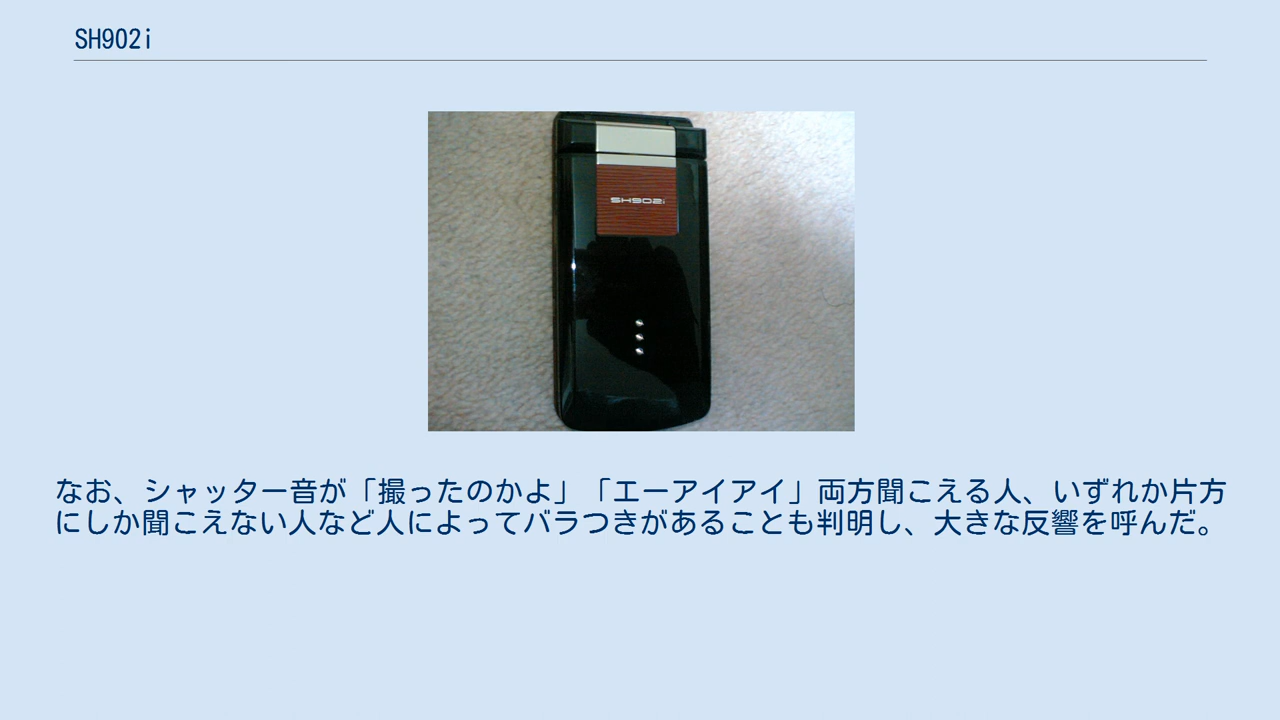 SH902i
SH902i
なお、シャッター音が「撮ったのかよ」「エーアイアイ」両方聞こえる人、いずれか片方
にしか聞こえない人など人によってバラつきがあることも判明し、大きな反響を呼んだ。